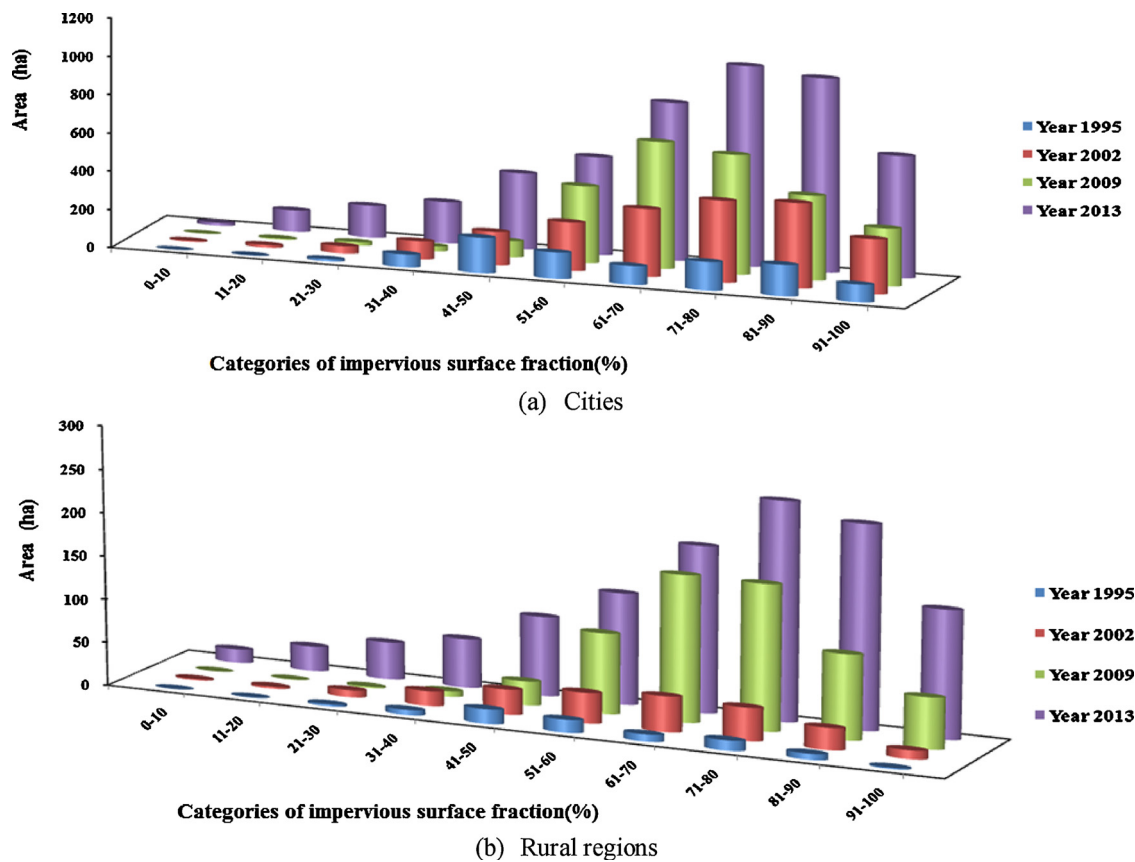 1200
1000
800
600
400
200
0
Area (ha)
0-10
11-20
21-30
31-40
41-50
51-60
61-70
71-80
81-90
91-100
Categories of impervious surface fraction(%)
Year 1995
Year 2002
Year 2009
Year 2013
(a) Cities
300
250
200
150
100
50
0
Area (ha)
0-10
11-20
21-30
31-40
41-50
51-60
61-70
71-80
81-90
91-100
Categories of impervious surface fraction(%)
Year 1995
Year 2002
Year 2009
Year 2013
(b) Rural regions